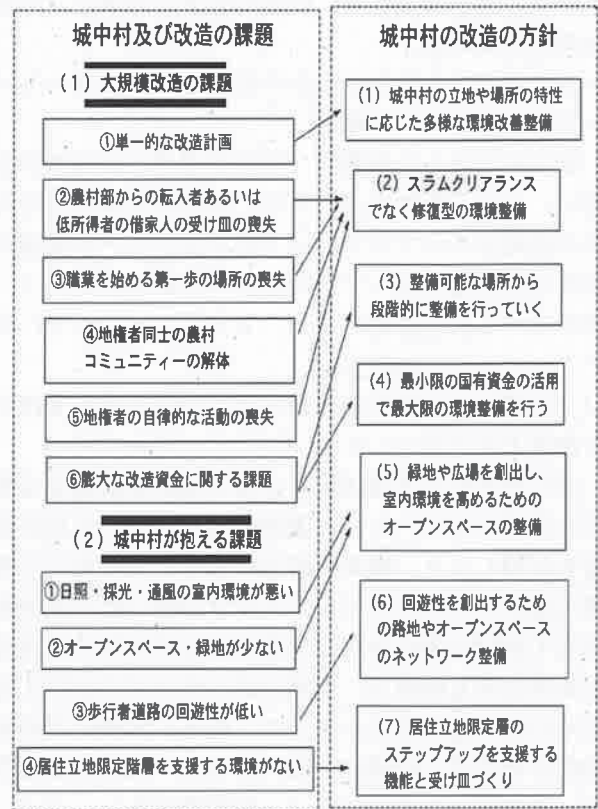 城中村及び改造の課題
(1)大規模改造の課題
①単一的な改造計画
②農村部からの転入者あるいは
低所得者の借家人の受け皿の喪失
③職業を始める第一歩の場所の喪失
④地権者同士の農村
コミュニティーの解体
⑤地権者の自律的な活動の喪失
⑥膨大な改造資金に関する課題
(2)城中村が抱える課題
①日照・採光・通風の室内環境が悪い
②オープンスペース・緑地が少ない
③歩行者道路の回遊性が低い
④居住立地限定階層を支援する環境がない
城中村の改造の方針
(1)城中村の立地や場所の特性
に応じた多様な環境改善整備
(2)スラムクリアランス
でなく修復型の環境整備
(3)整備可能な場所から
段階的に整備を行っていく
(4)最小限の国有資金の活用
で最大限の環境整備を行う
(5)緑地や広場を創出し、
室内環境を高めるための
オープンスペースの整備
(6)回遊性を創出するため
の路地やオープンスペース
のネットワーク整備
(7)居住立地限定層の
ステップアップを支援する
機能と受け皿づくり